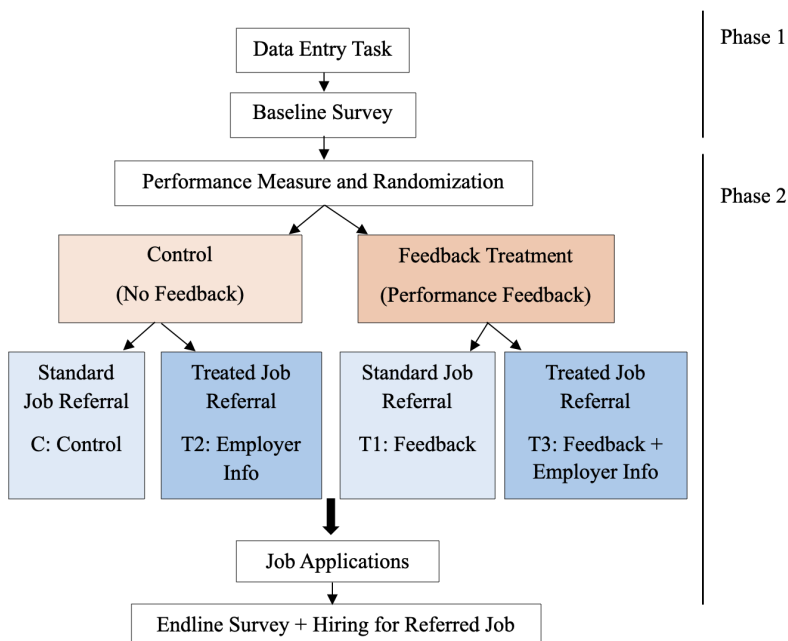 Phase 1
Data Entry Task
Baseline Survey
Phase 2
Performance Measure and Randomization
Control
(No Feedback)
Feedback Treatment
(Performance Feedback)
Standard
Job Referral
C: Control
Treated Job
Referral
T2: Employer
Info
Standard Job
Referral
T1: Feedback
Treated Job
Referral
T3: Feedback +
Employer Info
Job Applications
Endline Survey + Hiring for Referred Job